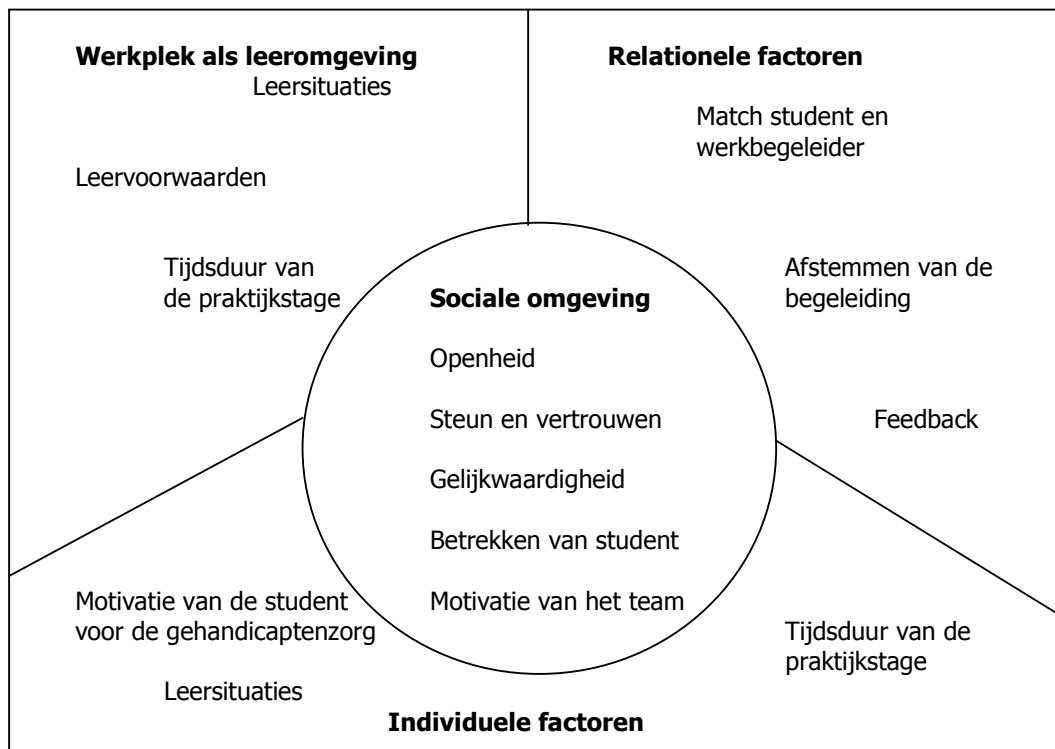 Werkplek als leeromgeving
Leersituaties
Leervoorwaarden
Tijdsduur van
de praktijkstage
Relationele factoren
Match student en
werkbegeleider
Afstemmen van de
begeleiding
Feedback
Sociale omgeving
Openheid
Steun en vertrouwen
Gelijkwaardigheid
Betrekken van student
Motivatie van het team
Motivatie van de student
voor de gehandicaptenzorg
Leersituaties
Tijdsduur van de
praktijkstage
Individuele factoren